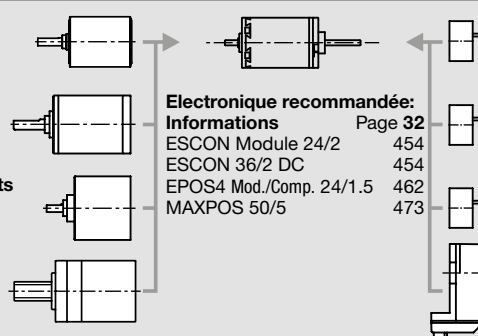 Electronique recommandée:
Informations Page 32
ESCON Module 24/2 454
ESCON 36/2 DC 454
EPOS4 Mod./Comp. 24/1.5 462
MAXPOS 50/5 473
ts